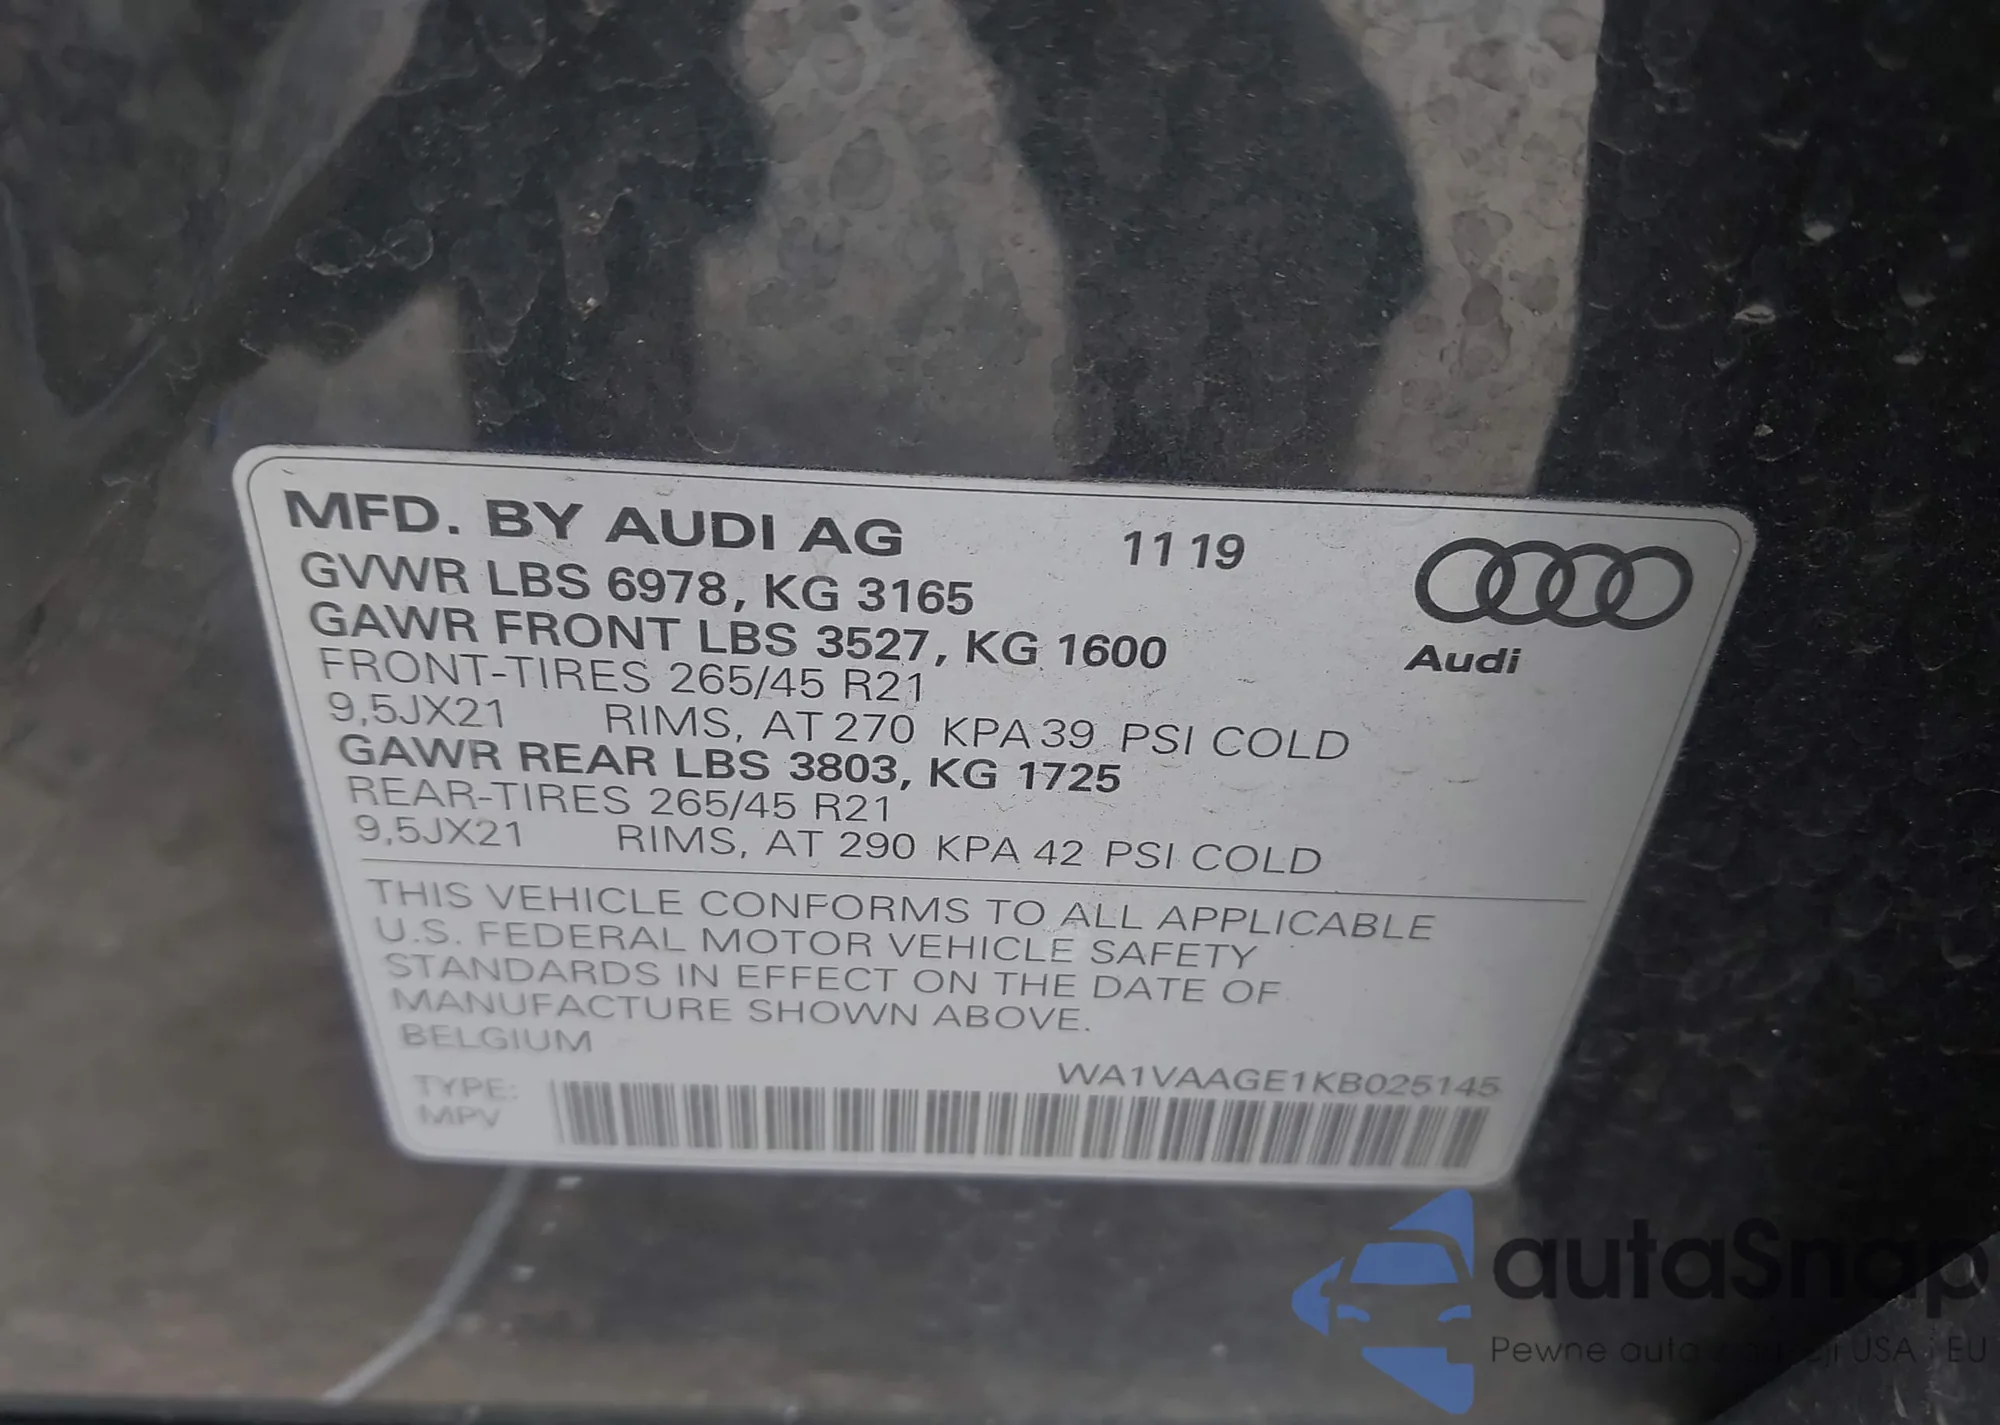 MFD. BY AUDI AG 11 19
GVWR LBS 6978, KG 3165
GAWR FRONT LBS 3527, KG 1600
Audi
FRONT-TIRES 265/45 R21
9,5JX21 RIMS, AT 270 KPA 39 PSI COLD
GAWR REAR LBS 3803, KG 1725
REAR-TIRES 265/45 R21
9,5JX21 RIMS, AT 290 KPA 42 PSI COLD
THIS VEHICLE CONFORMS TO ALL APPLICABLE
U.S. FEDERAL MOTOR VEHICLE SAFETY
STANDARDS IN EFFECT ON THE DATE OF
MANUFACTURE SHOWN ABOVE.
BELGIUM
WA1VAAGE1KB025145
TYPE:
MPV
autaSnap
Pewne auta z USA i EU